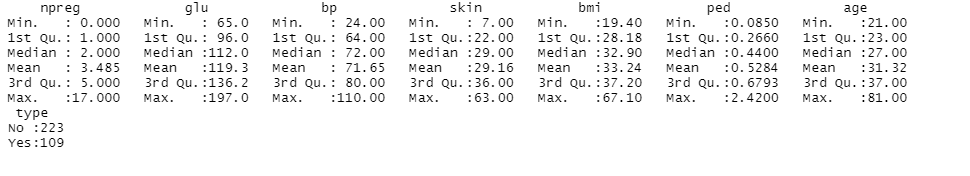 npreg glu bp skin bmi ped age
Min. : 0.000 Min. : 65.0 Min. : 24.00 Min. : 7.00 Min. :19.40 Min. :0.0850 Min. :21.00
1st Qu.: 1.000 1st Qu.: 96.0 1st Qu.: 64.00 1st Qu.:22.00 1st Qu.:28.18 1st Qu.:0.2660 1st Qu.:23.00
Median : 2.000 Median :112.0 Median : 72.00 Median :29.00 Median :32.90 Median :0.4400 Median :27.00
Mean : 3.485 Mean :119.3 Mean : 71.65 Mean :29.16 Mean :33.24 Mean :0.5284 Mean :31.32
3rd Qu.: 5.000 3rd Qu.:136.2 3rd Qu.: 80.00 3rd Qu.:36.00 3rd Qu.:37.20 3rd Qu.:0.6793 3rd Qu.:37.00
Max. :17.000 Max. :197.0 Max. :110.00 Max. :63.00 Max. :67.10 Max. :2.4200 Max. :81.00
type
No :223
Yes:109